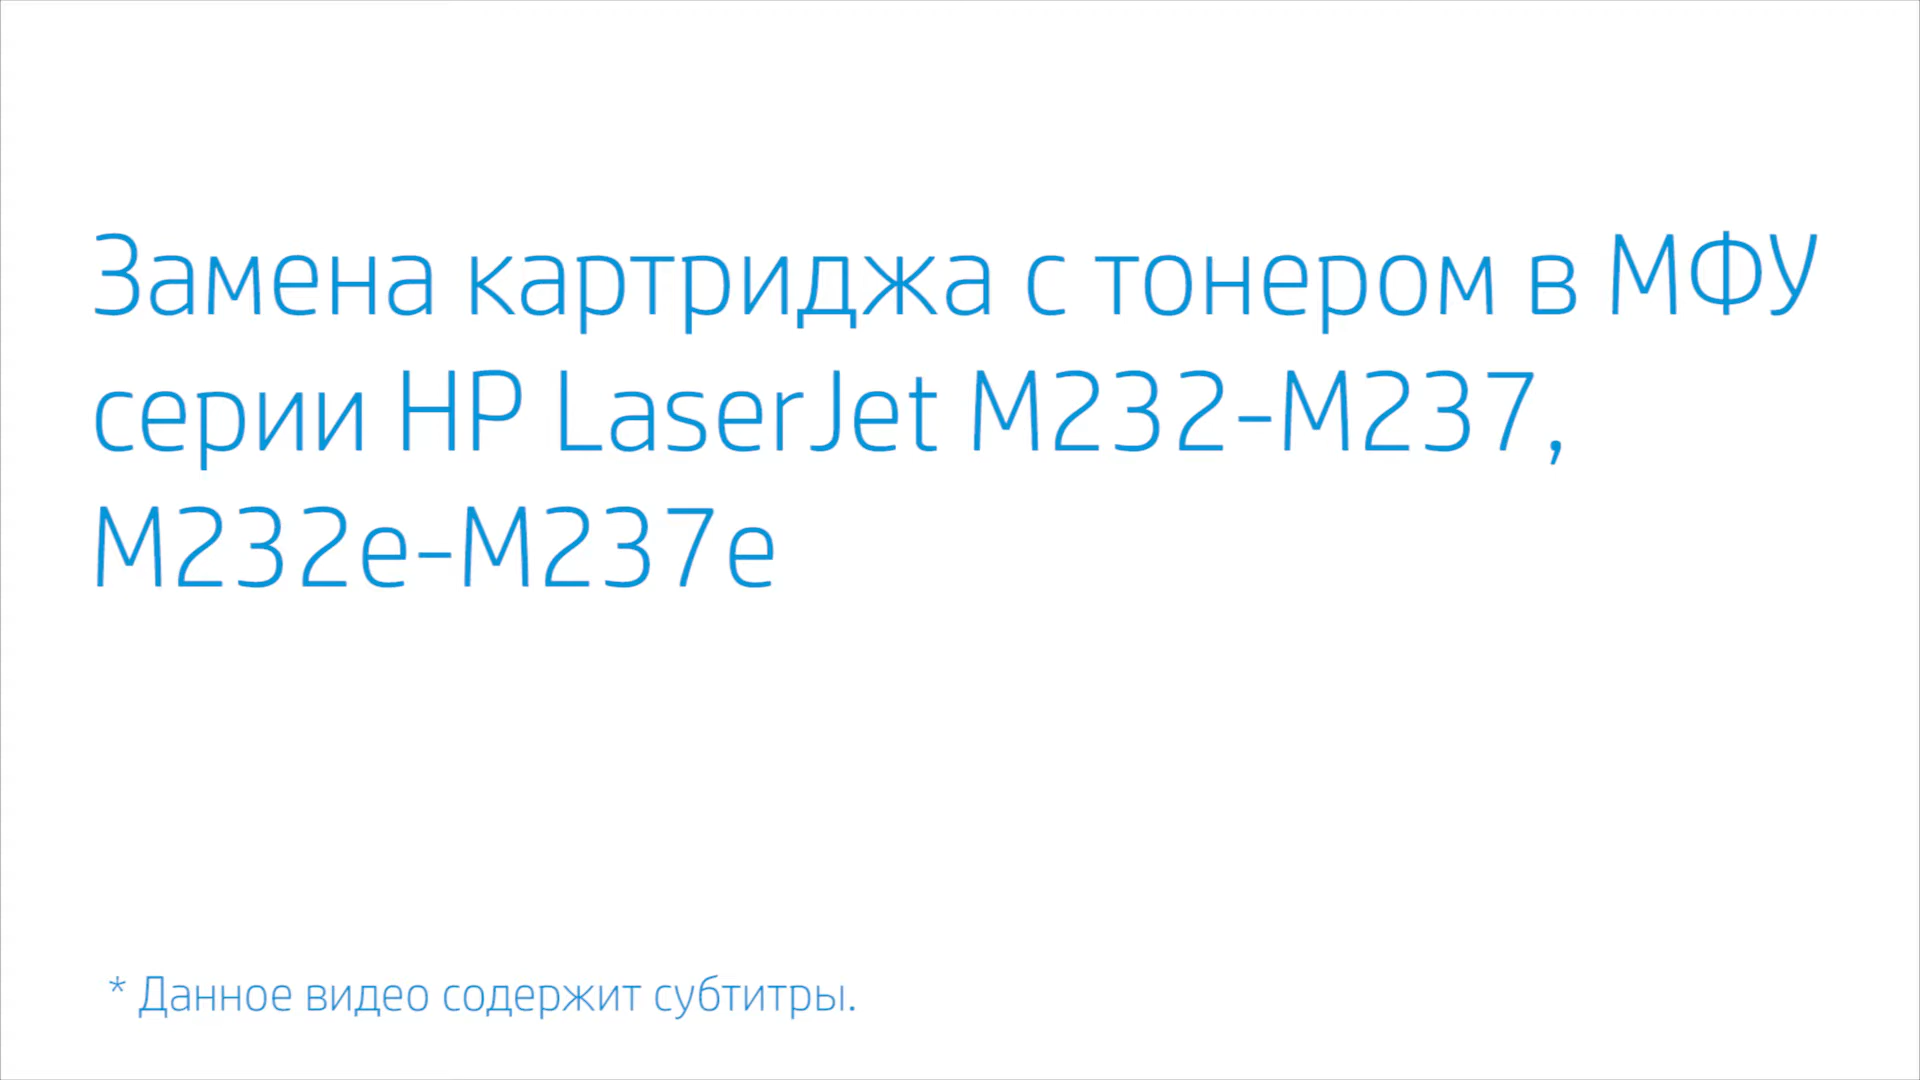 Замена картриджа с тонером в МФУ
серии HP LaserJet M232-M237,
M232e-M237e
* Данное видео содержит субтитры.